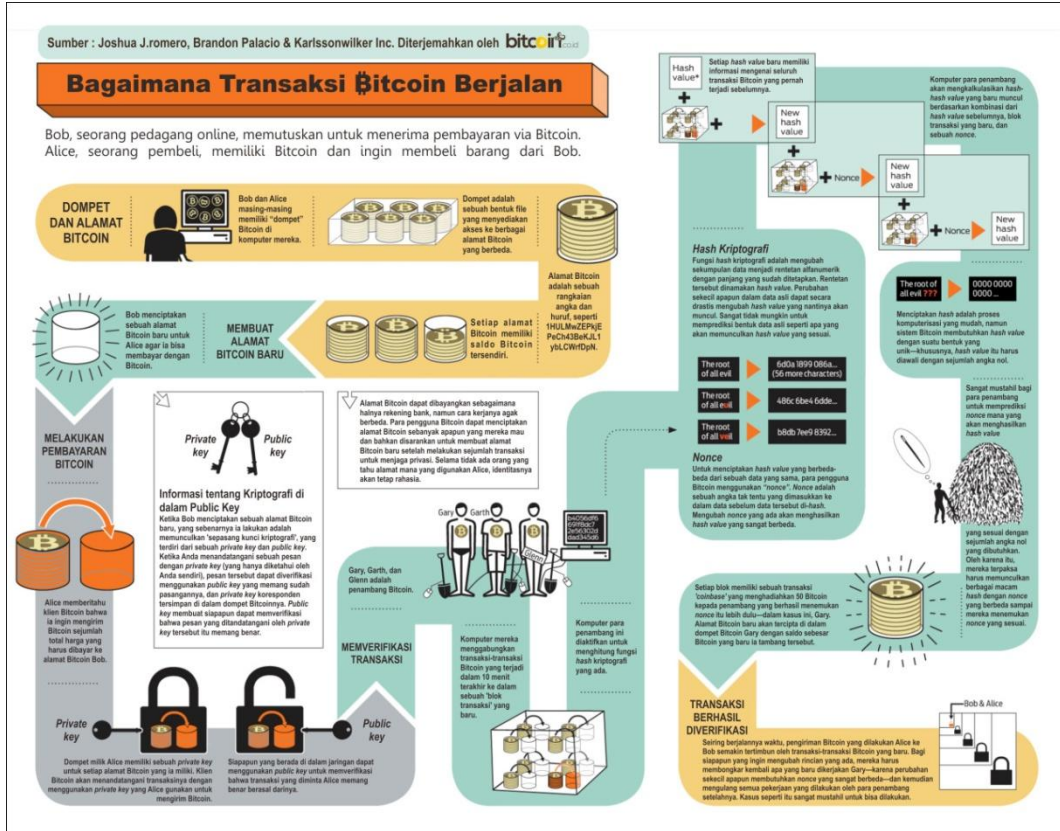 Sumber : Joshua J.romero, Brandon Palacio & Karlssonwilker Inc. Diterjemahkan oleh bitcoin.co.id
Bagaimana Transaksi Bitcoin Berjalan
Bob, seorang pedagang online, memutuskan untuk menerima pembayaran via Bitcoin.
Alice, seorang pembeli, memiliki Bitcoin dan ingin membeli barang dari Bob.
DOMPET
DAN ALAMAT
BITCOIN
Bob dan Alice
masing-masing
memiliki "dompet"
Bitcoin di
komputer mereka.
Dompet adalah
sebuah bentuk file
yang menyediakan
akses ke berbagai
alamat Bitcoin
yang berbeda.
Alamat Bitcoin
adalah sebuah
rangkaian
angka dan
huruf, seperti
1HULMwZEPkjE
PeCh43BeKJL1
ybLCWrfDpN.
Setiap alamat
Bitcoin memiliki
saldo Bitcoin
tersendiri.
MEMBUAT
ALAMAT
BITCOIN BARU
Bob menciptakan
sebuah alamat
Bitcoin baru untuk
Alice agar ia bisa
membayar dengan
Bitcoin.
MELAKUKAN
PEMBAYARAN
BITCOIN
Private
key
Public
key
Informasi tentang Kriptografi di
dalam Public Key
Ketika Bob menciptakan sebuah alamat Bitcoin
baru, yang sebenarnya ia lakukan adalah
memunculkan 'sepasang kunci kriptografi', yang
terdiri dari sebuah private key dan public key.
Ketika Anda menandatangani sebuah pesan
dengan private key (yang hanya diketahui oleh
Anda sendiri), pesan tersebut dapat diverifikasi
menggunakan public key yang memang sudah
pasangannya, dan private key koresponden
tersimpan di dalam dompet Bitcoinnya. Public
key membuat siapapun dapat memverifikasi
bahwa pesan yang ditandatangani oleh private
key tersebut itu memang benar.
Alamat Bitcoin dapat dibayangkan sebagaimana
halnya rekening bank, namun cara kerjanya agak
berbeda. Para pengguna Bitcoin dapat menciptakan
alamat Bitcoin sebanyak apapun yang mereka mau
dan bahkan disarankan untuk membuat alamat
Bitcoin baru setelah melakukan sejumlah transaksi
untuk menjaga privasi. Selama tidak ada orang yang
tahu alamat mana yang digunakan Alice, identitasnya
akan tetap rahasia.
Alice memberitahu
klien Bitcoin bahwa
ia ingin mengirim
Bitcoin sejumlah
total harga yang
harus dibayar ke
alamat Bitcoin Bob.
Private
key
Public
key
Dompet milik Alice memiliki sebuah private key
untuk setiap alamat Bitcoin yang ia miliki. Klien
Bitcoin akan menandatangani transaksinya dengan
menggunakan private key yang Alice gunakan untuk
mengirim Bitcoin.
Siapapun yang berada di dalam jaringan dapat
menggunakan public key untuk memverifikasi
bahwa transaksi yang diminta Alice memang
benar berasal darinya.
MEMVERIFIKASI
TRANSAKSI
Gary
Garth
Glenn
Gary, Garth, dan
Glenn adalah
penambang Bitcoin.
Komputer mereka
menggabungkan
transaksi-transaksi
Bitcoin yang terjadi
dalam 10 menit
terakhir ke dalam
sebuah 'blok
transaksi' yang
baru.
Komputer para
penambang ini
diaktifkan untuk
menghitung fungsi
hash kriptografi
yang ada.
Hash Kriptografi
Fungsi hash kriptografi adalah mengubah
sekumpulan data menjadi rentetan alfanumerik
dengan panjang yang sudah ditetapkan. Rentetan
tersebut dinamakan hash value. Perubahan
sekecil apapun dalam data asli dapat secara
drastis mengubah hash value yang nantinya akan
muncul. Sangat tidak mungkin untuk
memprediksi bentuk data asli seperti apa yang
akan memunculkan hash value yang sesuai.
The root
of all evil
6d0a 1899 086a...
(56 more characters)
The root
of all evoil
486c 6be4 6dde...
The root
of all veil
b8db 7ee9 8392...
Nonce
Untuk menciptakan hash value yang berbeda-
beda dari sebuah data yang sama, para pengguna
Bitcoin menggunakan "nonce". Nonce adalah
sebuah angka tak tentu yang dimasukkan ke
dalam data sebelum data tersebut di-hash.
Mengubah nonce yang ada akan menghasilkan
hash value yang sangat berbeda.
Hash
value*
Setiap hash value baru memiliki
informasi mengenai seluruh
transaksi Bitcoin yang pernah
terjadi sebelumnya.
New
hash
value
Nonce
New
hash
value
Nonce
New
hash
value
Komputer para penambang
akan mengkalkulasikan hash-
hash value yang baru muncul
berdasarkan kombinasi dari
hash value sebelumnya, blok
transaksi yang baru, dan
sebuah nonce.
The root of
all evil ???
0000 0000
0000...
Menciptakan hash adalah proses
komputerisasi yang mudah, namun
sistem Bitcoin membutuhkan hash value
dengan suatu bentuk yang
unik—khususnya, hash value itu harus
diawali dengan sejumlah angka nol.
Sangat mustahil bagi
para penambang
untuk memprediksi
nonce mana yang
akan menghasilkan
hash value
yang sesuai dengan
sejumlah angka nol
yang dibutuhkan.
Oleh karena itu,
mereka terpaksa
harus memunculkan
berbagai macam
hash dengan nonce
yang berbeda sampai
mereka menemukan
nonce yang sesuai.
Setiap blok memiliki sebuah transaksi
'coinbase' yang menghadiahkan 50 Bitcoin
kepada penambang yang berhasil menemukan
nonce itu lebih dulu—dalam kasus ini, Gary.
Alamat Bitcoin baru akan tercipta di dalam
dompet Bitcoin Gary dengan saldo sebesar
Bitcoin yang baru ia tambang tersebut.
TRANSAKSI
BERHASIL
DIVERIFIKASI
Bob & Alice
Seiring berjalannya waktu, pengiriman Bitcoin yang dilakukan Alice ke
Bob semakin tertimbun oleh transaksi-transaksi Bitcoin yang baru. Bagi
siapapun yang ingin mengubah rincian yang ada, mereka harus
membongkar kembali apa yang baru dikerjakan Gary—karena perubahan
sekecil apapun membutuhkan nonce yang sangat berbeda—dan kemudian
mengulang semua pekerjaan yang dilakukan oleh para penambang
setelahnya. Kasus seperti itu sangat mustahil untuk bisa dilakukan.